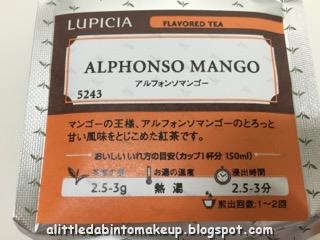 LUPICIA
FLAVORED TEA
ALPHONSO MANGO
アルフォンソマンゴー
5243
マンゴーの王様、アルフォンソマンゴーのとろっと
甘い風味をとじこめた紅茶です。
おいしいいれ方の目安(カップ1杯分 150ml)
茶葉の量 お湯の温度 浸出時間
2.5-3g 熱湯 2.5-3分
煎出回数:1〜2回
alittledabintomakeup.blogspot.com